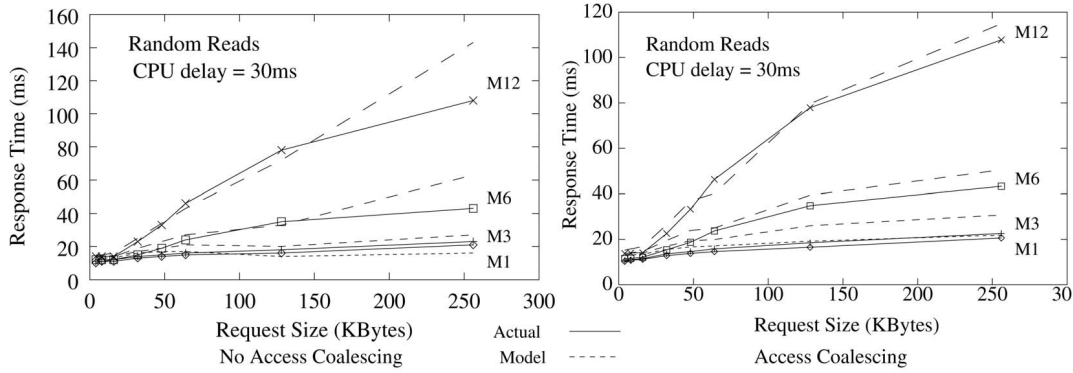 160
140
120
100
80
60
40
20
0
Response Time (ms)
Random Reads
CPU delay = 30ms
M12
M6
M3
M1
0 50 100 150 200 250 300
Request Size (KBytes)
No Access Coalescing
120
100
80
60
40
20
0
Response Time (ms)
Random Reads
CPU delay = 30ms
M12
M6
M3
M1
0 50 100 150 200 250 30
Request Size (KBytes)
Access Coalescing
Actual
Model